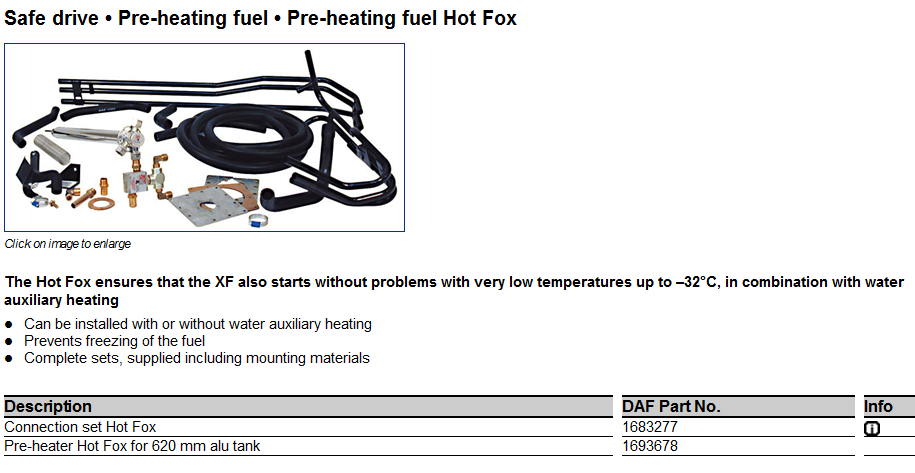 Safe drive • Pre-heating fuel • Pre-heating fuel Hot Fox
Click on image to enlarge
The Hot Fox ensures that the XF also starts without problems with very low temperatures up to –32°C, in combination with water
auxiliary heating
● Can be installed with or without water auxiliary heating
● Prevents freezing of the fuel
● Complete sets, supplied including mounting materials
Description DAF Part No. Info
Connection set Hot Fox 1683277
Pre-heater Hot Fox for 620 mm alu tank 1693678